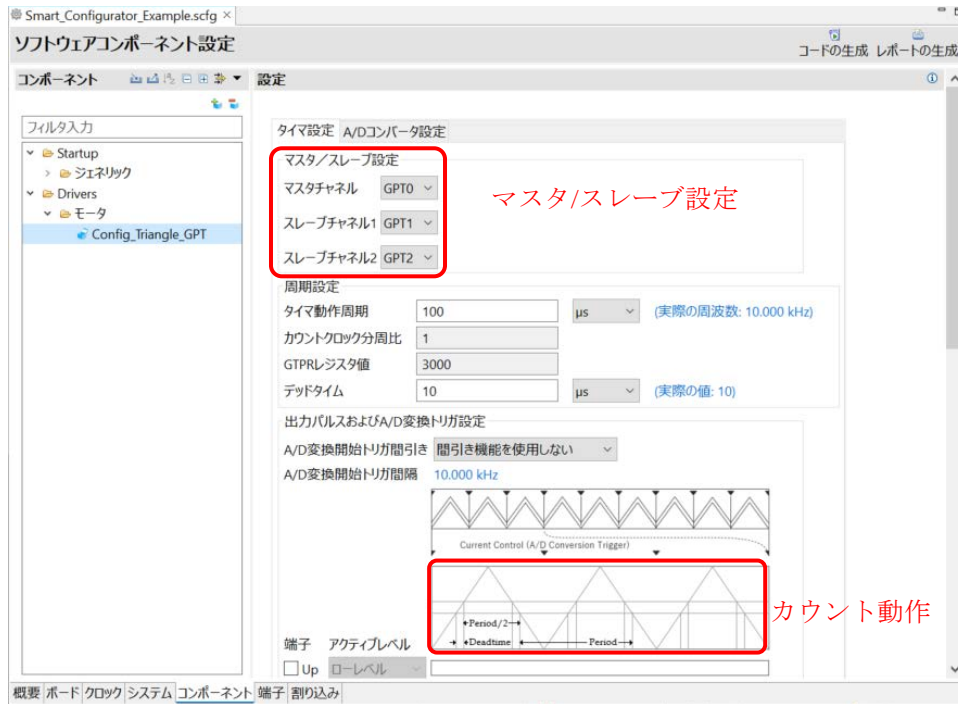 Smart_Configurator_Example.scfg ×
ソフトウェアコンポーネント設定
コードの生成 レポートの生成
コンポーネント
設定
フィルタ入力
Startup
ジェネリック
Drivers
モータ
Config_Triangle_GPT
タイマ設定 A/Dコンバータ設定
マスタ／スレーブ設定
マスタチャネル GPT0
スレーブチャネル1 GPT1
スレーブチャネル2 GPT2
マスタ/スレーブ設定
周期設定
タイマ動作周期 100 μs (実際の周波数: 10.000 kHz)
カウントクロック分周比 1
GTPRレジスタ値 3000
デッドタイム 10 μs (実際の値: 10)
出力パルスおよびA/D変換トリガ設定
A/D変換開始トリガ間引き 間引き機能を使用しない
A/D変換開始トリガ間隔 10.000 kHz
Current Control (A/D Conversion Trigger)
Period/2
Deadtime Period
カウント動作
端子 アクティブレベル
Up ローレベル
概要 ボード クロック システム コンポーネント 端子 割り込み